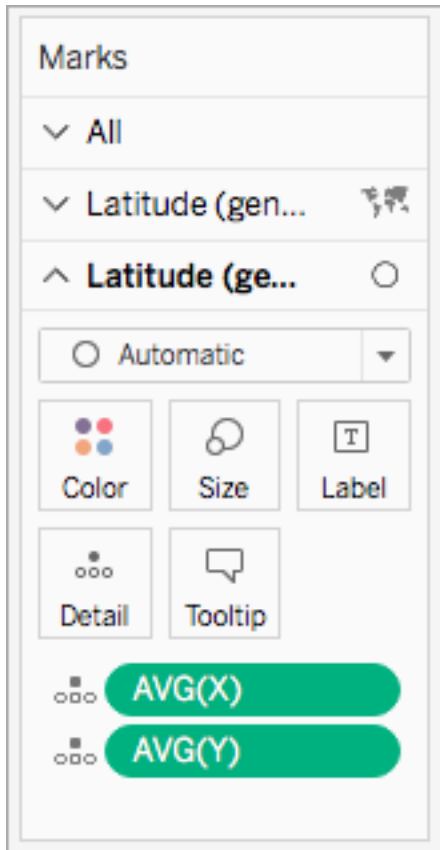 Marks
All
Latitude (gen...
Latitude (ge...
Automatic
T
Color Size Label
Detail Tooltip
AVG(X)
AVG(Y)